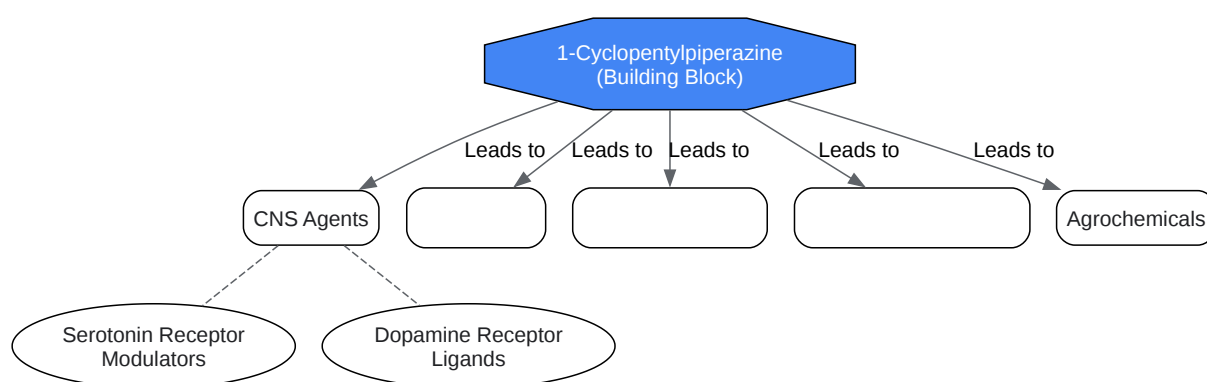 1-Cyclopentylpiperazine
(Building Block)
Leads to
Leads to
Leads to
Leads to
Leads to
CNS Agents
Agrochemicals
Serotonin Receptor
Modulators
Dopamine Receptor
Ligands